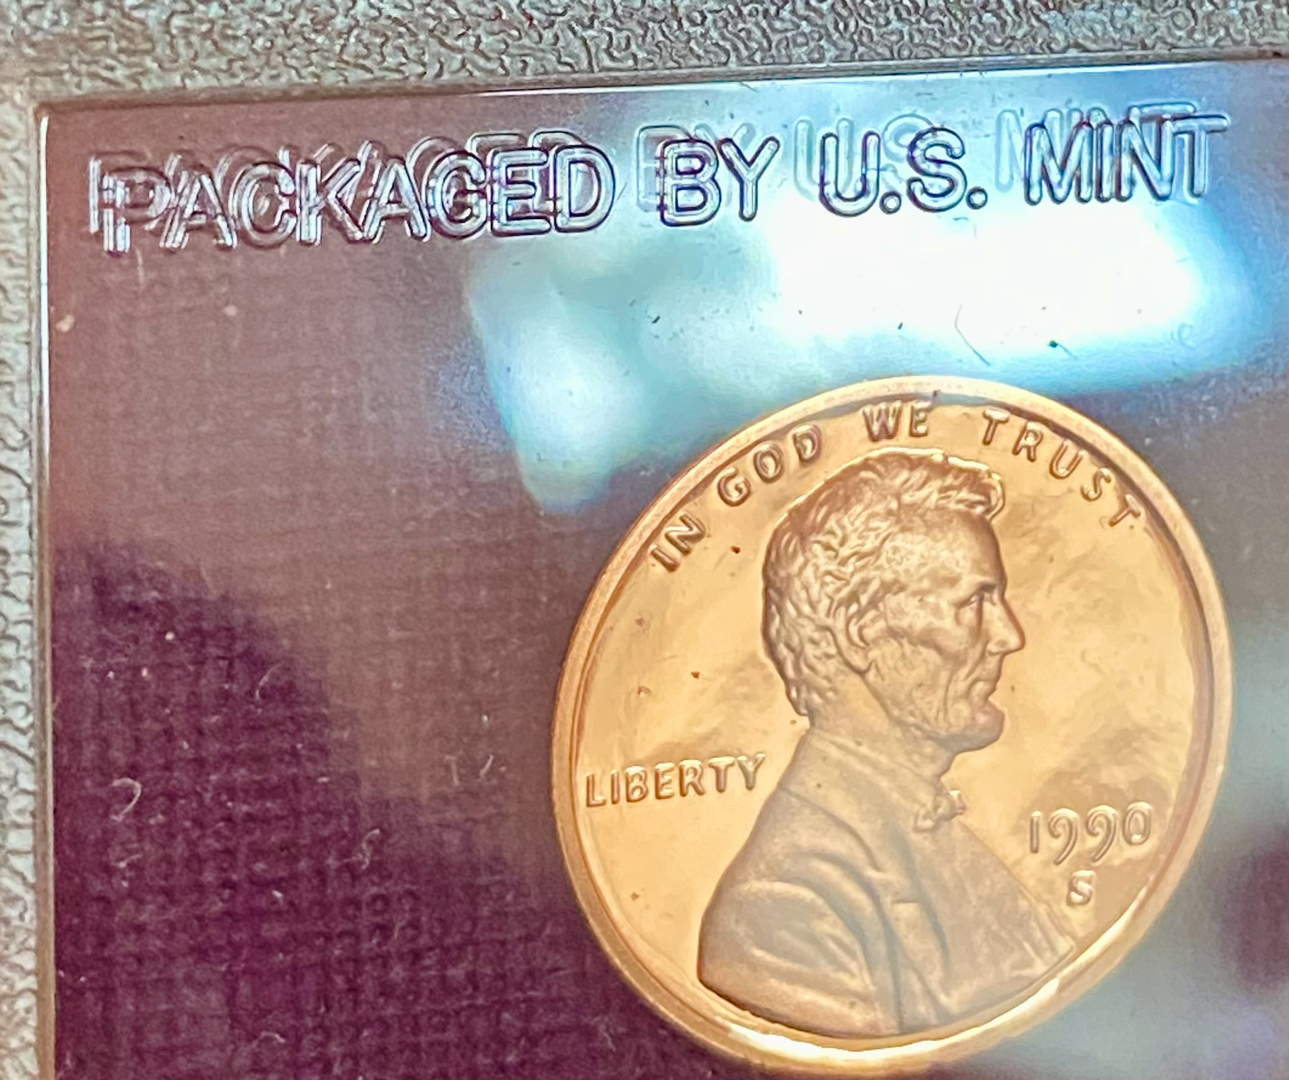 PACKAGED BY U.S. MINT
IN GOD WE TRUST
LIBERTY
1990
S